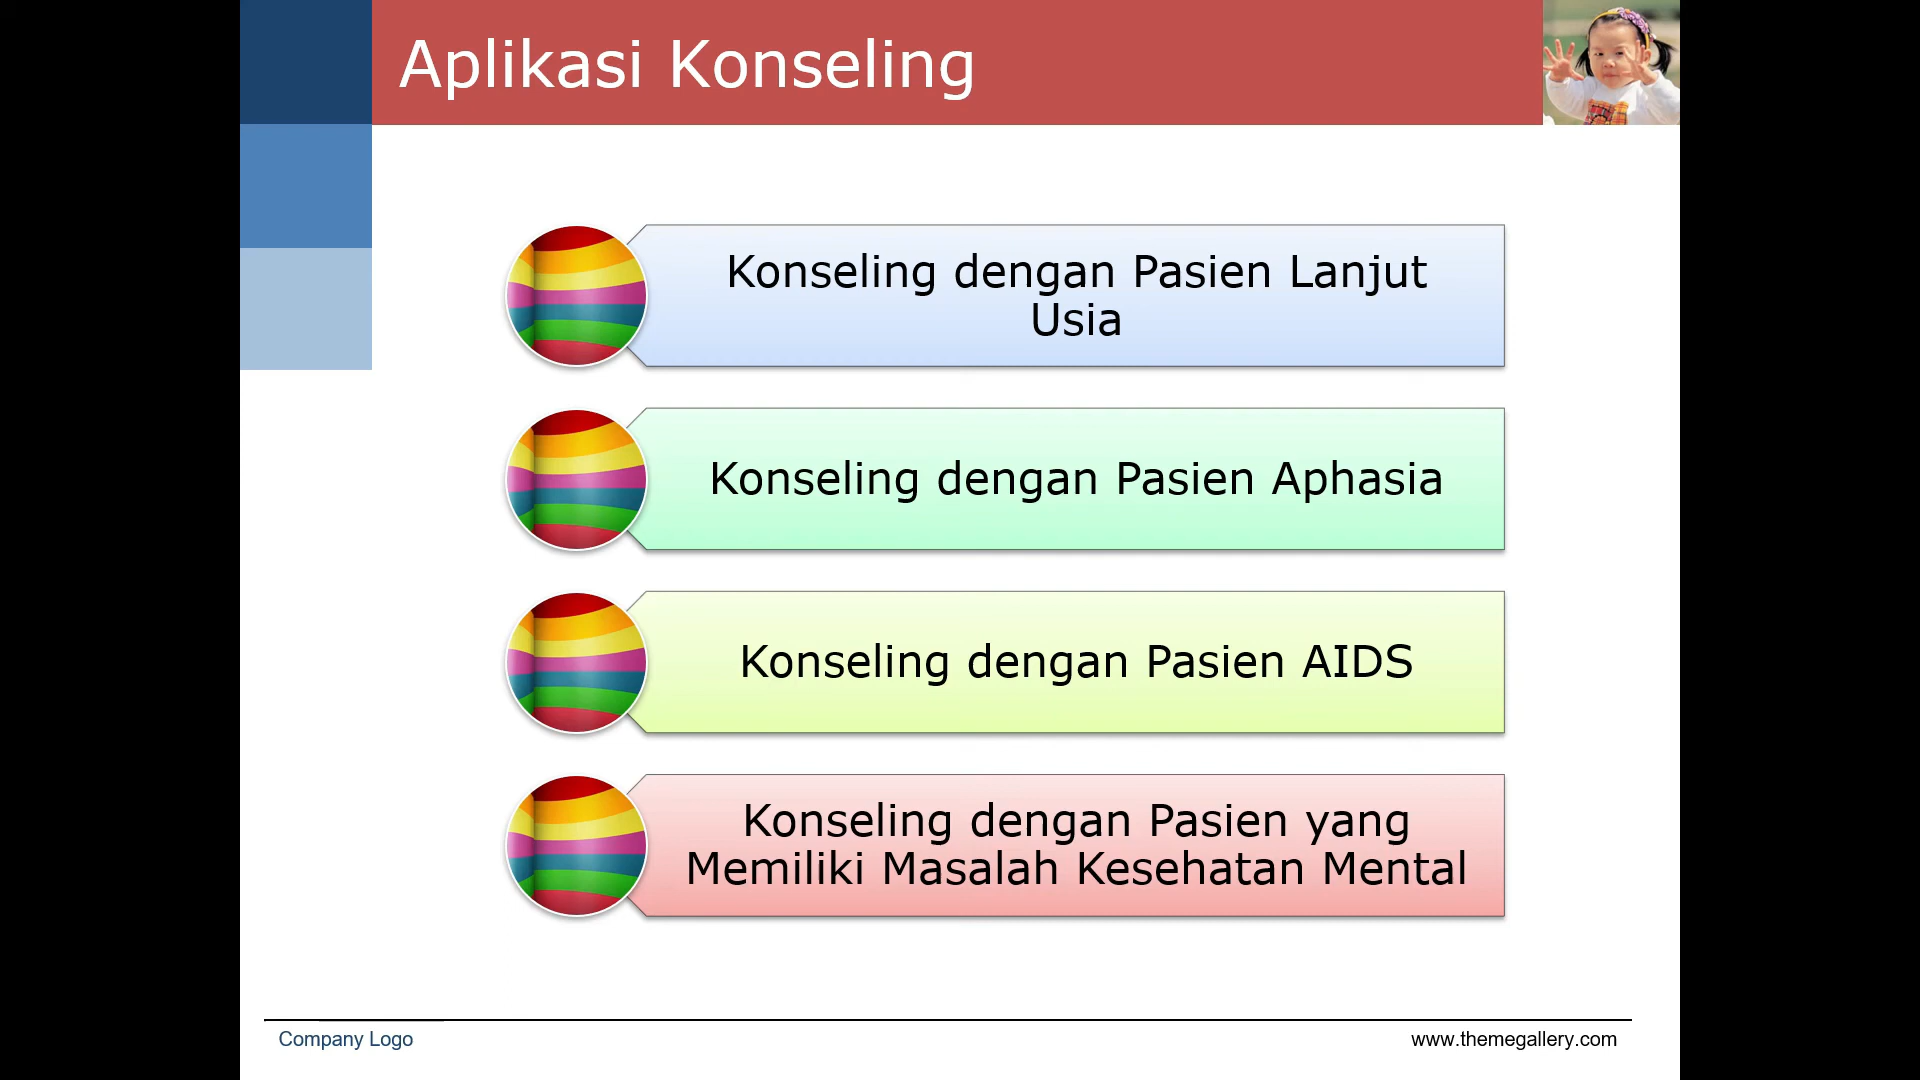 Aplikasi Konseling
Konseling dengan Pasien Lanjut
Usia
Konseling dengan Pasien Aphasia
Konseling dengan Pasien AIDS
Konseling dengan Pasien yang
Memiliki Masalah Kesehatan Mental
Company Logo
www.themegallery.com